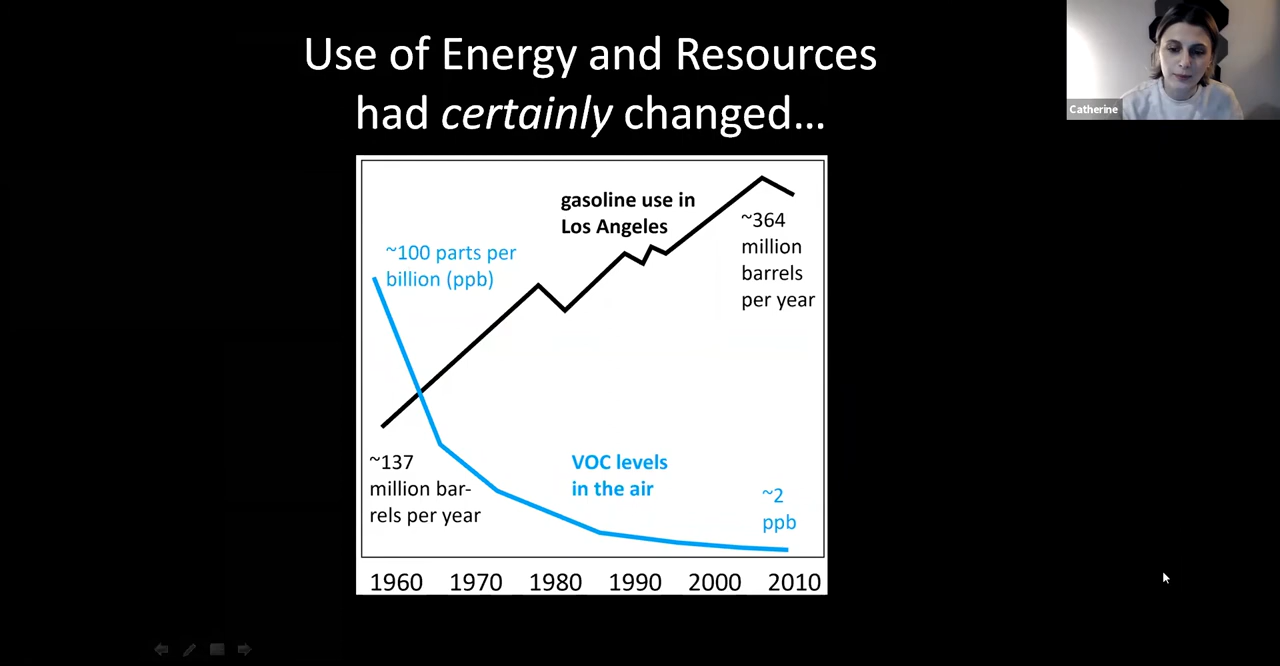 Use of Energy and Resources
had certainly changed…
Catherine
gasoline use in
Los Angeles
~100 parts per
billion (ppb)
~364
million
barrels
per year
~137
million bar-
rels per year
VOC levels
in the air
~2
ppb
1960 1970 1980 1990 2000 2010